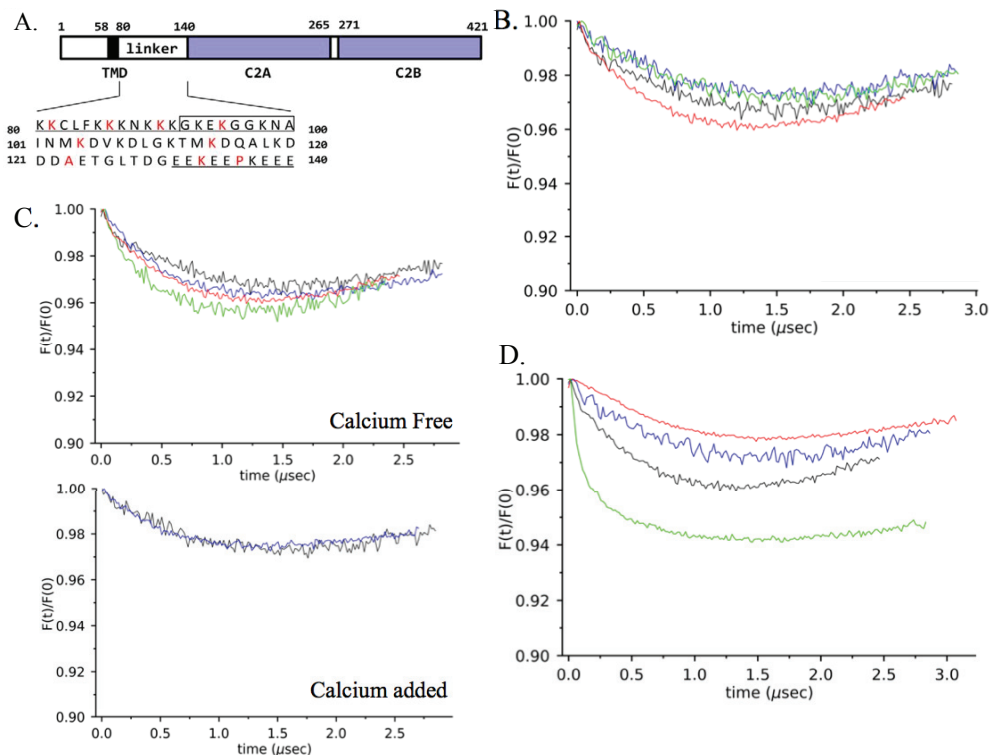 A.
1 58 80 140 265 271 421
linker
TMD C2A C2B
80 K K C L F K K K N K K K G K E K G G K N A 100
101 I N M K D V K D L G K T M K D Q A L K D 120
121 D D A E T G L T D G E E K E E P K E E E 140
B.
F(t)/F(0)
1.00
0.98
0.96
0.94
0.92
0.90
0.0 0.5 1.0 1.5 2.0 2.5 3.0
time (μsec)
C.
F(t)/F(0)
1.00
0.98
0.96
0.94
0.92
0.90
Calcium Free
0.0 0.5 1.0 1.5 2.0 2.5
time (μsec)
F(t)/F(0)
1.00
0.98
0.96
0.94
0.92
0.90
Calcium added
0.0 0.5 1.0 1.5 2.0 2.5
time (μsec)
D.
F(t)/F(0)
1.00
0.98
0.96
0.94
0.92
0.90
0.0 0.5 1.0 1.5 2.0 2.5 3.0
time (μsec)